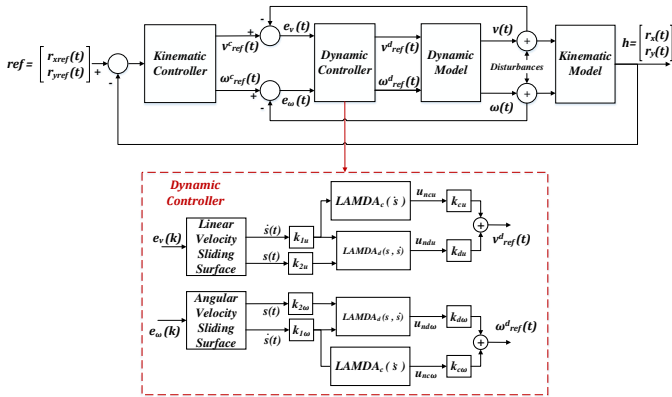 ref = [ r_xref(t) r_yref(t) ]
+
-
Kinematic Controller
v^c_ref(t)
ω^c_ref(t)
-
+
+
-
e_v(t)
e_ω(t)
Dynamic Controller
v^d_ref(t)
ω^d_ref(t)
Dynamic Model
v(t)
+
Disturbances
+
ω(t)
Kinematic Model
h= [ r_x(t) r_y(t) ]
Dynamic Controller
e_v(k)
Linear Velocity Sliding Surface
ṡ(t)
s(t)
k_1u
k_2u
LAMDA_c ( ṡ )
LAMDA_d (s , ṡ)
u_ncu
u_ndu
k_cu
k_du
+
v^d_ref(t)
e_ω(k)
Angular Velocity Sliding Surface
s(t)
ṡ(t)
k_2ω
k_1ω
LAMDA_d (s , ṡ)
LAMDA_c ( ṡ )
u_ndω
u_ncω
k_dω
k_cω
+
ω^d_ref(t)